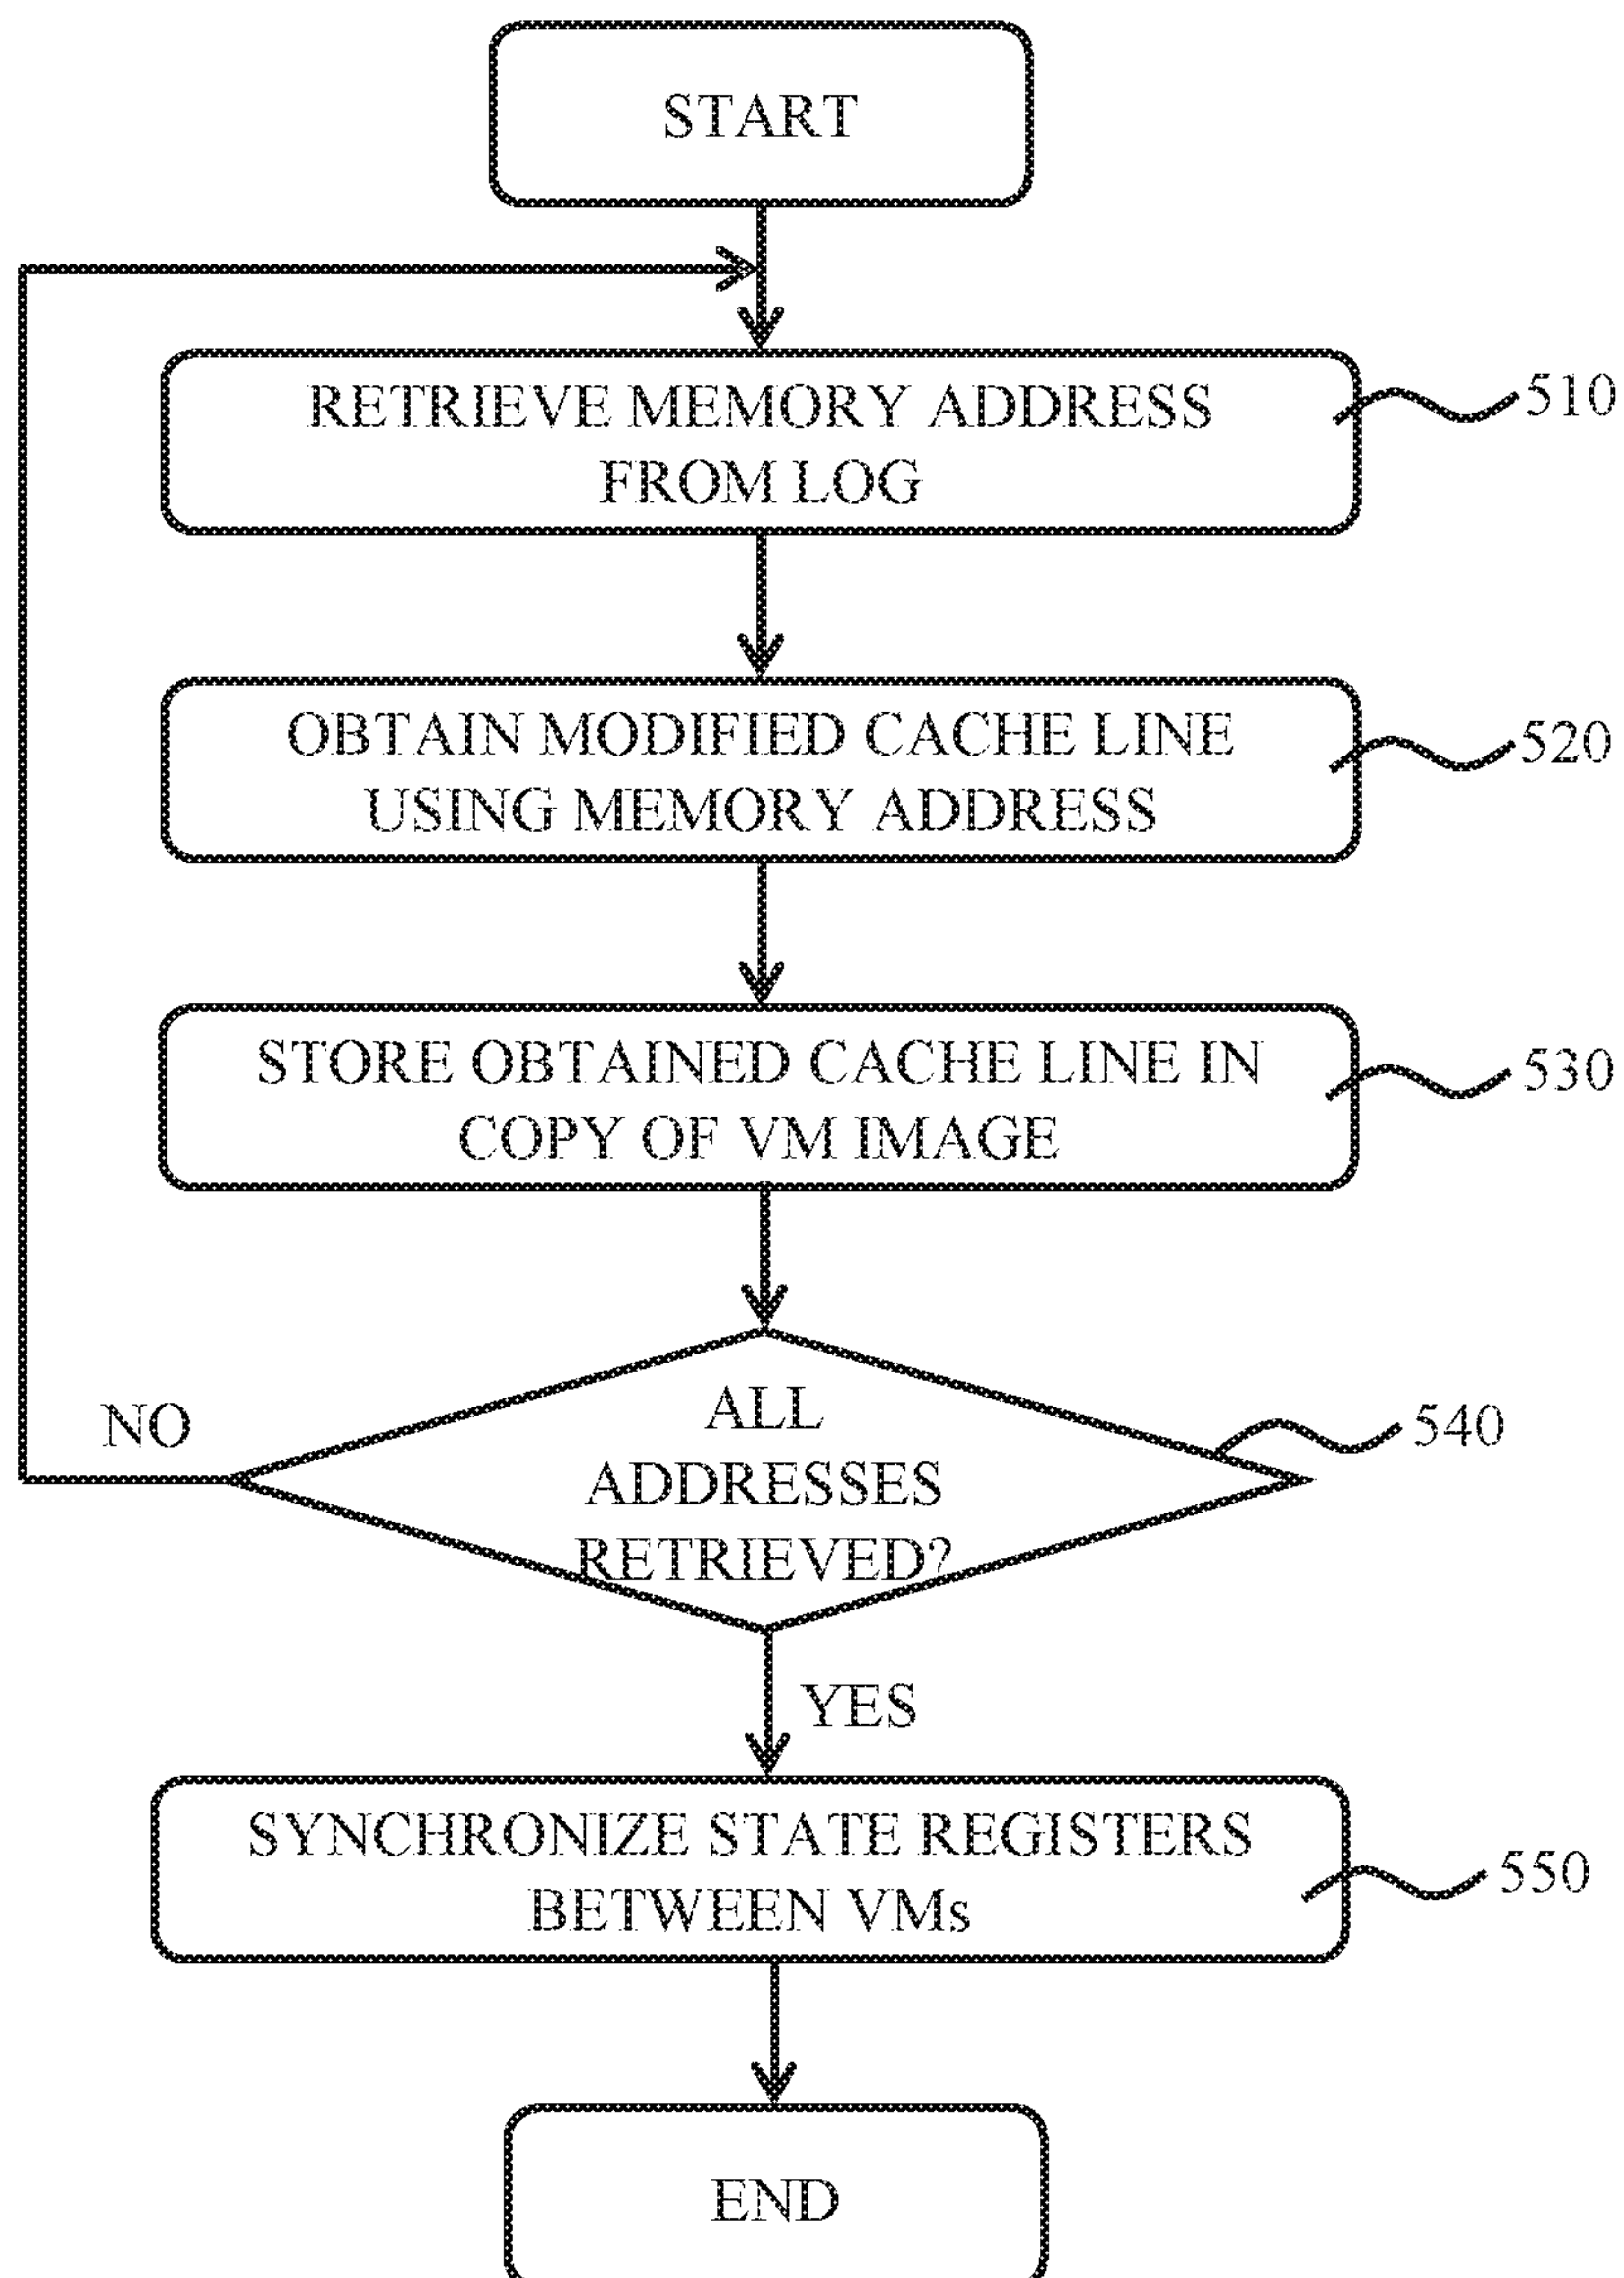 START
RETRIEVE MEMORY ADDRESS
FROM LOG
510
OBTAIN MODIFIED CACHE LINE
USING MEMORY ADDRESS
520
STORE OBTAINED CACHE LINE IN
COPY OF VM IMAGE
530
NO
ALL
ADDRESSES
RETRIEVED?
540
YES
SYNCHRONIZE STATE REGISTERS
BETWEEN VMs
550
END